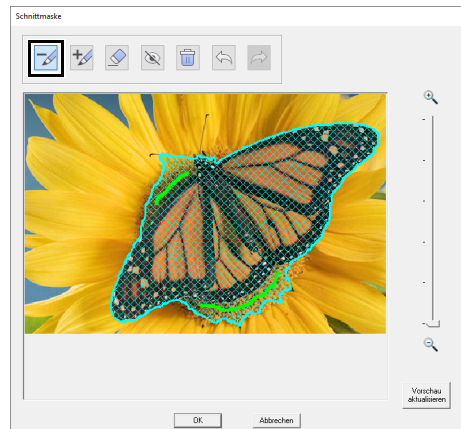 Schnittmaske
Vorschau
aktualisieren
OK
Abbrechen